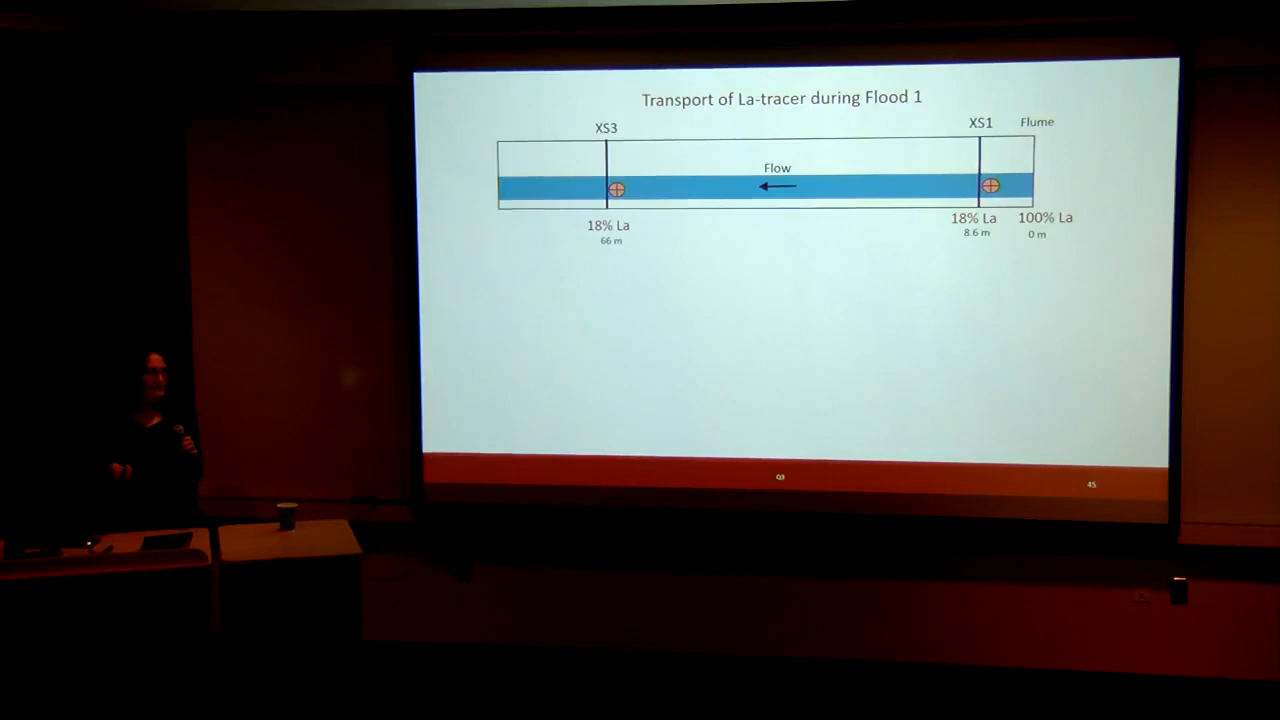 Transport of La-tracer during Flood 1
XS3
XS1
Flume
Flow
18% La
18% La
100% La
66 m
8.6 m
0 m
Q3
45